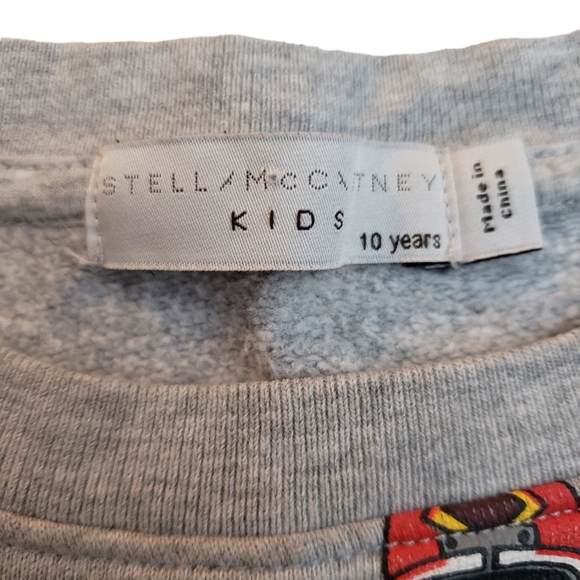 STELLA McCARTNEY
KIDS
10 years
Made in
China